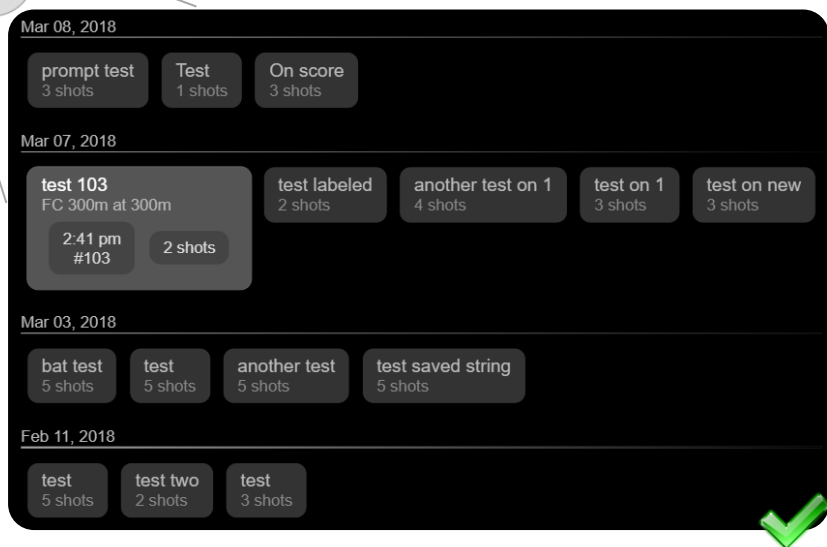 Mar 08, 2018
prompt test
3 shots
Test
1 shots
On score
3 shots
Mar 07, 2018
test 103
FC 300m at 300m
2:41 pm
#103
2 shots
test labeled
2 shots
another test on 1
4 shots
test on 1
3 shots
test on new
3 shots
Mar 03, 2018
bat test
5 shots
test
5 shots
another test
5 shots
test saved string
5 shots
Feb 11, 2018
test
5 shots
test two
2 shots
test
3 shots